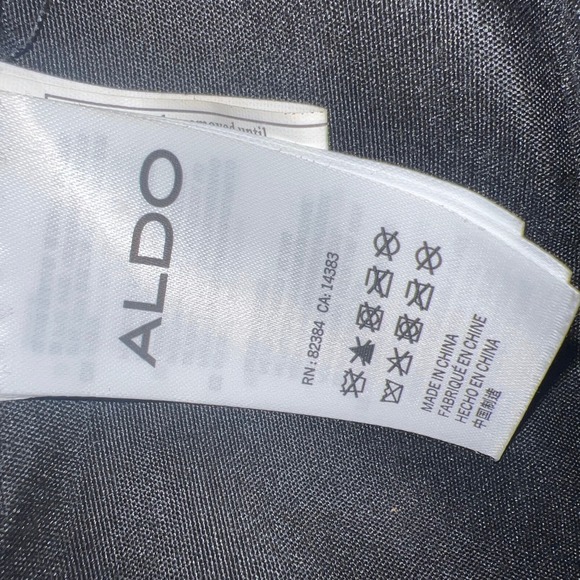 ALDO
RN : 82384 CA: 14383
MADE IN CHINA
FABRIQUÉ EN CHINE
HECHO EN CHINA
中国制造